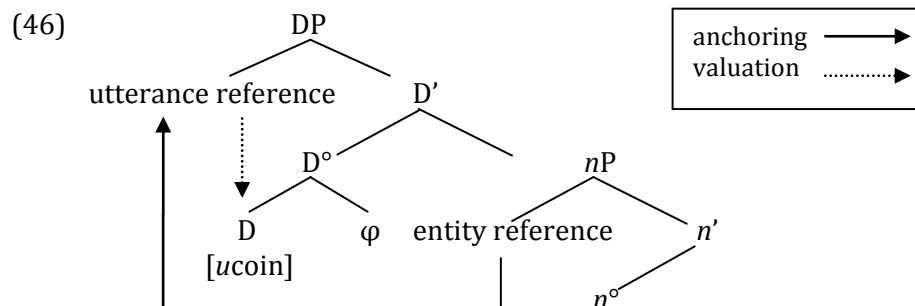 (46)
DP
anchoring
valuation
utterance reference D’
D° nP
D φ entity reference n’
[ucoin]
n°